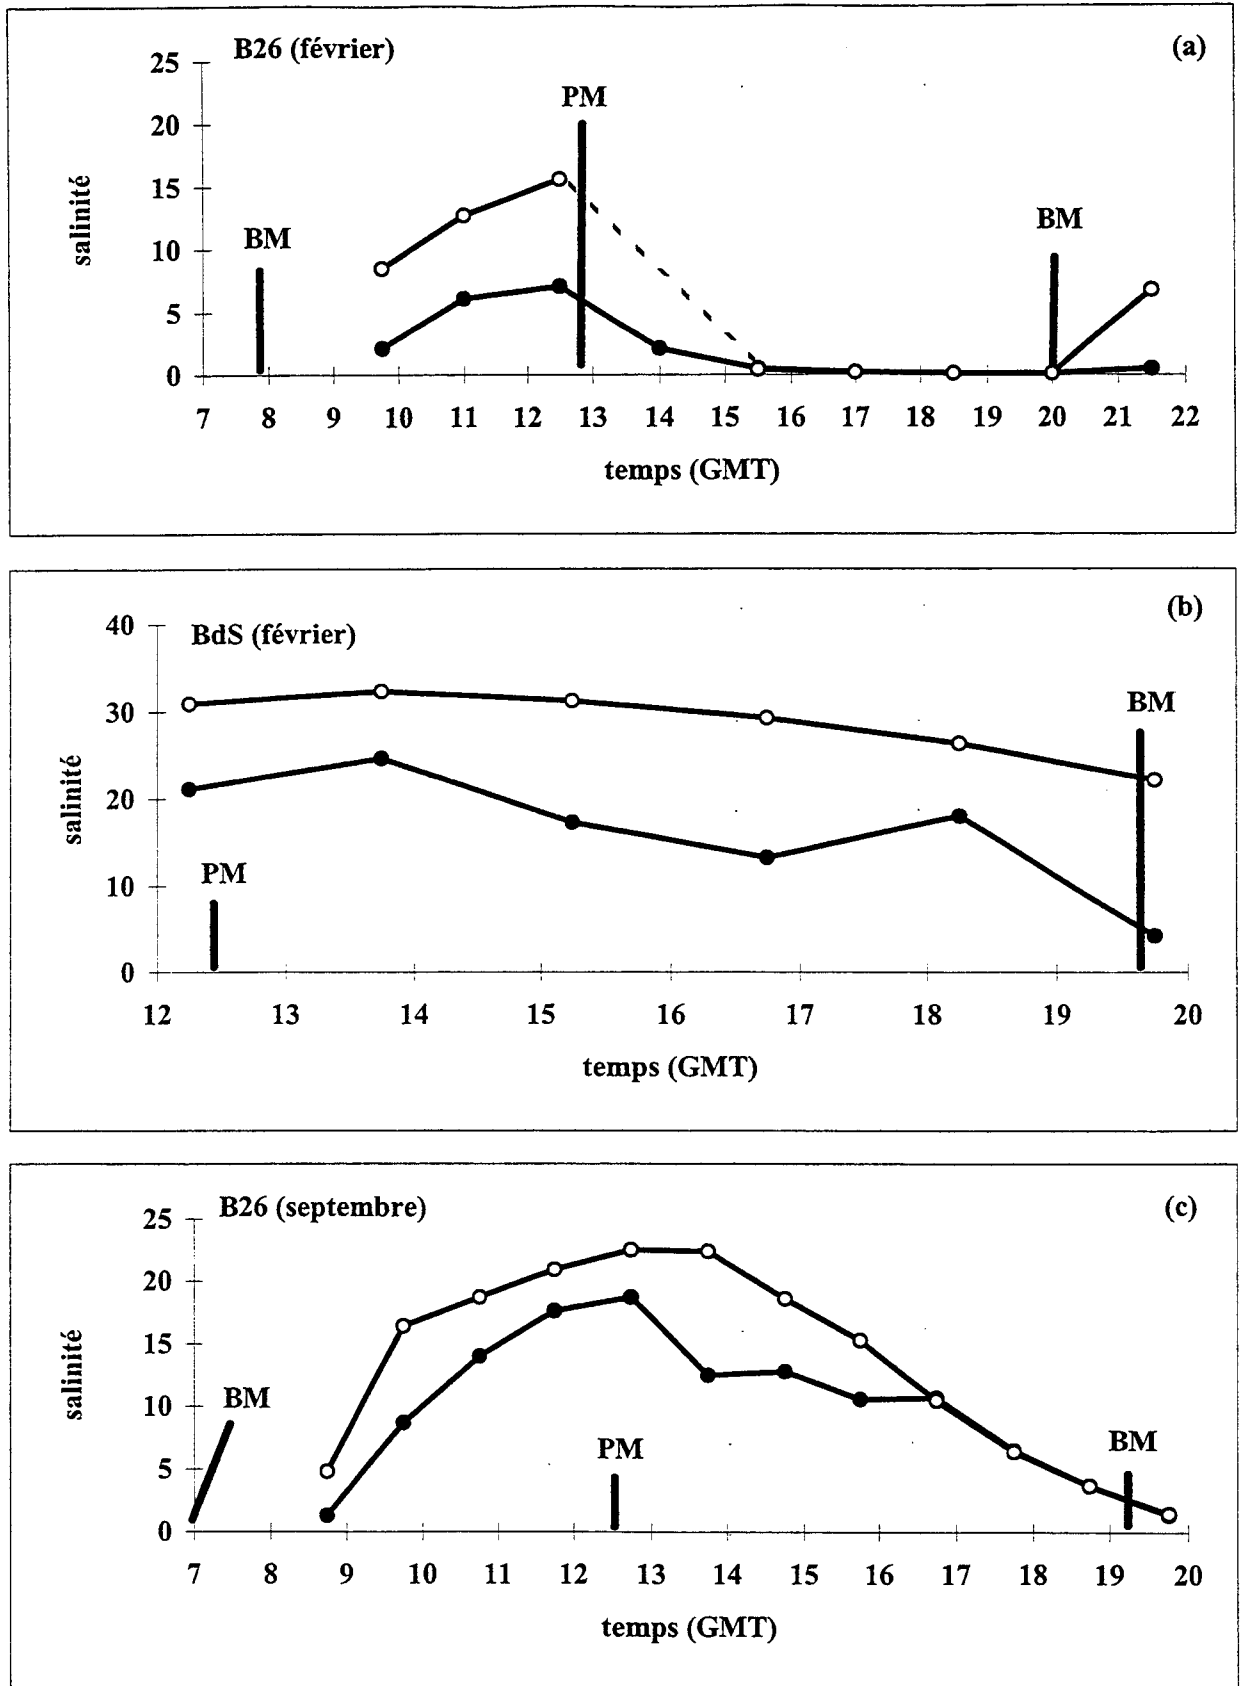 B26 (février)
(a)
25
20
15
10
5
0
salinité
BM
PM
BM
7 8 9 10 11 12 13 14 15 16 17 18 19 20 21 22
temps (GMT)
(b)
BdS (février)
40
30
20
10
0
salinité
PM
BM
12 13 14 15 16 17 18 19 20
temps (GMT)
B26 (septembre)
(c)
25
20
15
10
5
0
salinité
BM
PM
BM
7 8 9 10 11 12 13 14 15 16 17 18 19 20
temps (GMT)